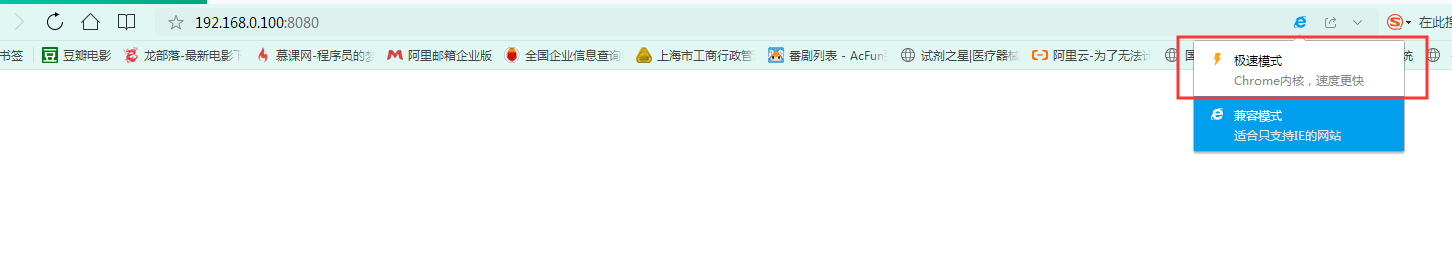 192.168.0.100:8080
在此搜
书签 豆瓣电影 龙部落-最新电影下 慕课网-程序员的梦 阿里邮箱企业版 全国企业信息查询 上海市工商行政管 番剧列表 - AcFun 试剂之星|医疗器械 阿里云-为了无法计 国 统
极速模式
Chrome内核，速度更快
兼容模式
适合只支持IE的网站